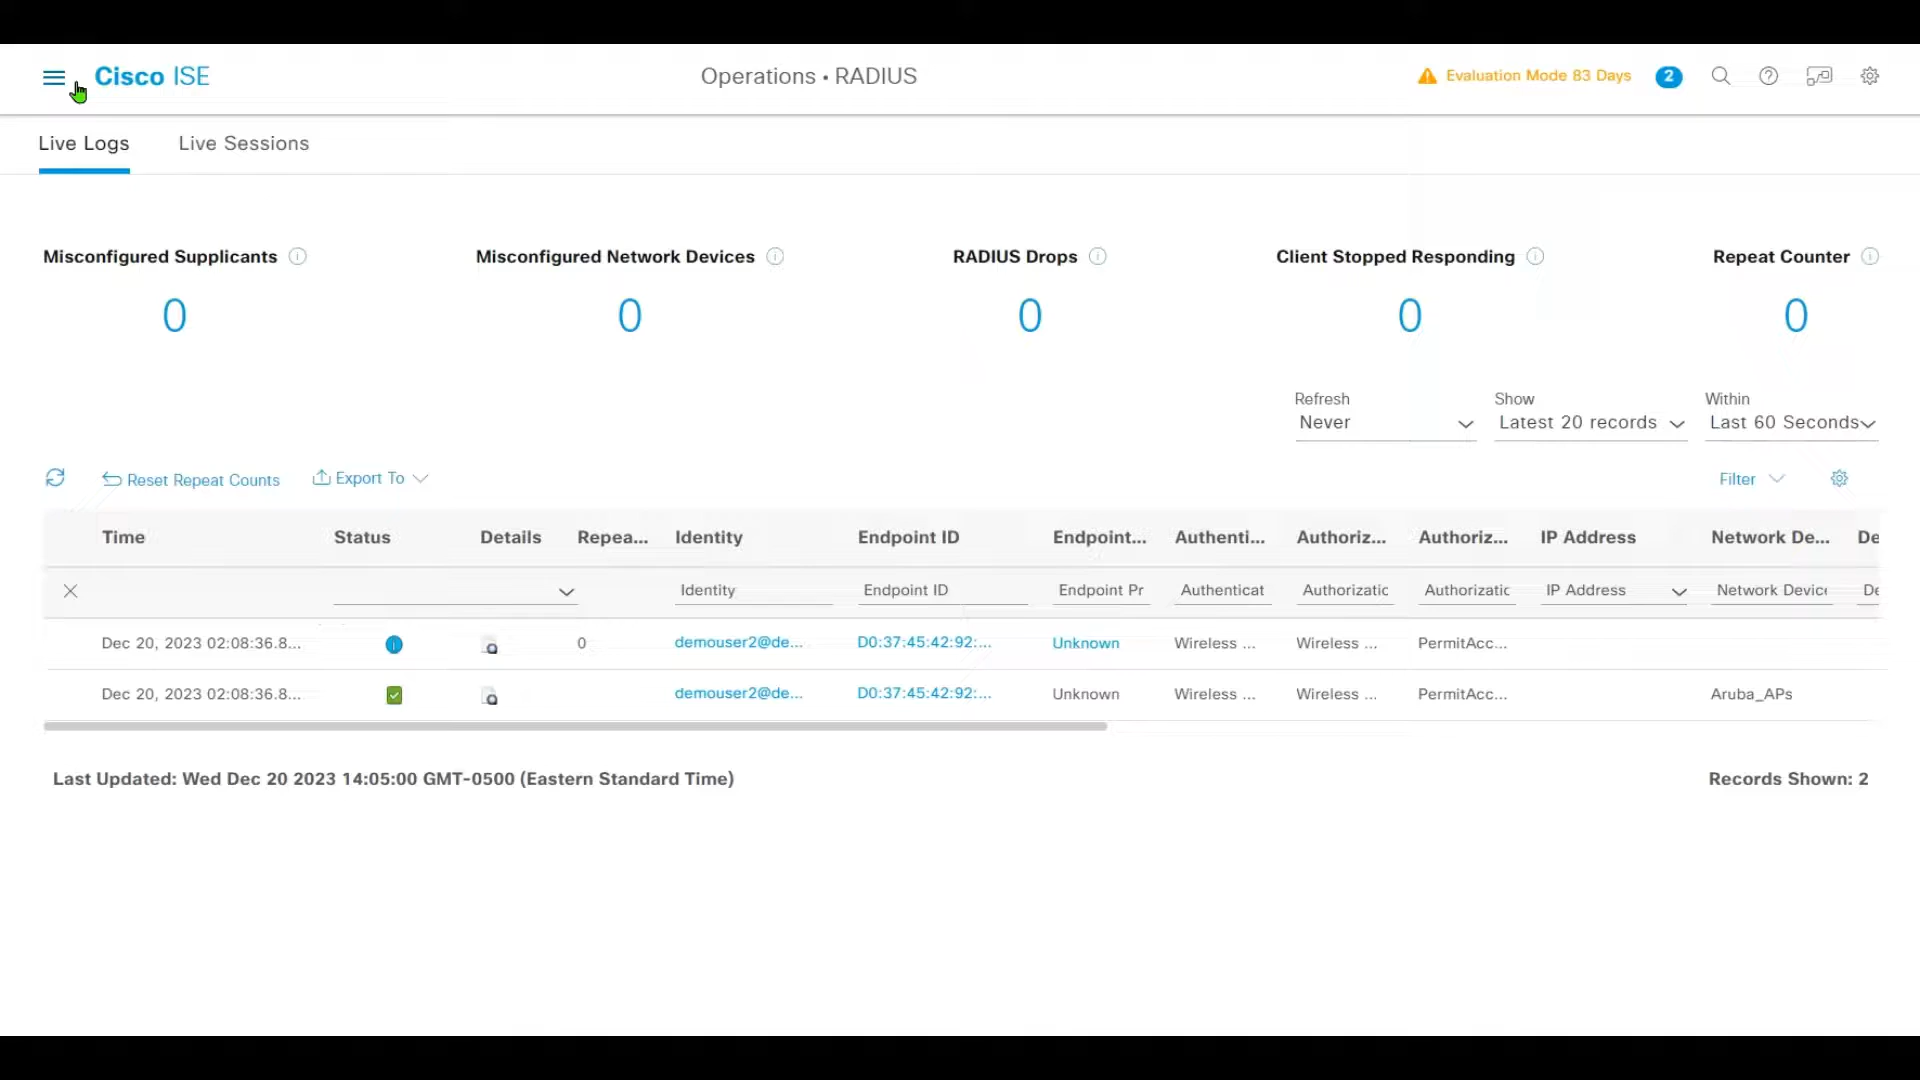 Cisco ISE
Operations • RADIUS
Evaluation Mode 83 Days
2
Live Logs
Live Sessions
Misconfigured Supplicants
Misconfigured Network Devices
RADIUS Drops
Client Stopped Responding
Repeat Counter
0
0
0
0
0
Refresh
Show
Within
Never
Latest 20 records
Last 60 Seconds
Reset Repeat Counts
Export To
Filter
Time Status Details Repea... Identity Endpoint ID Endpoint... Authenti... Authoriz... Authoriz... IP Address Network De... De
Identity Endpoint ID Endpoint Pr Authenticat Authorizatic Authorizatic IP Address Network Device De
Dec 20, 2023 02:08:36.8... 0 demouser2@de... D0:37:45:42:92:... Unknown Wireless ... Wireless ... PermitAcc...
Dec 20, 2023 02:08:36.8... demouser2@de... D0:37:45:42:92:... Unknown Wireless ... Wireless ... PermitAcc... Aruba_APs
Last Updated: Wed Dec 20 2023 14:05:00 GMT-0500 (Eastern Standard Time)
Records Shown: 2